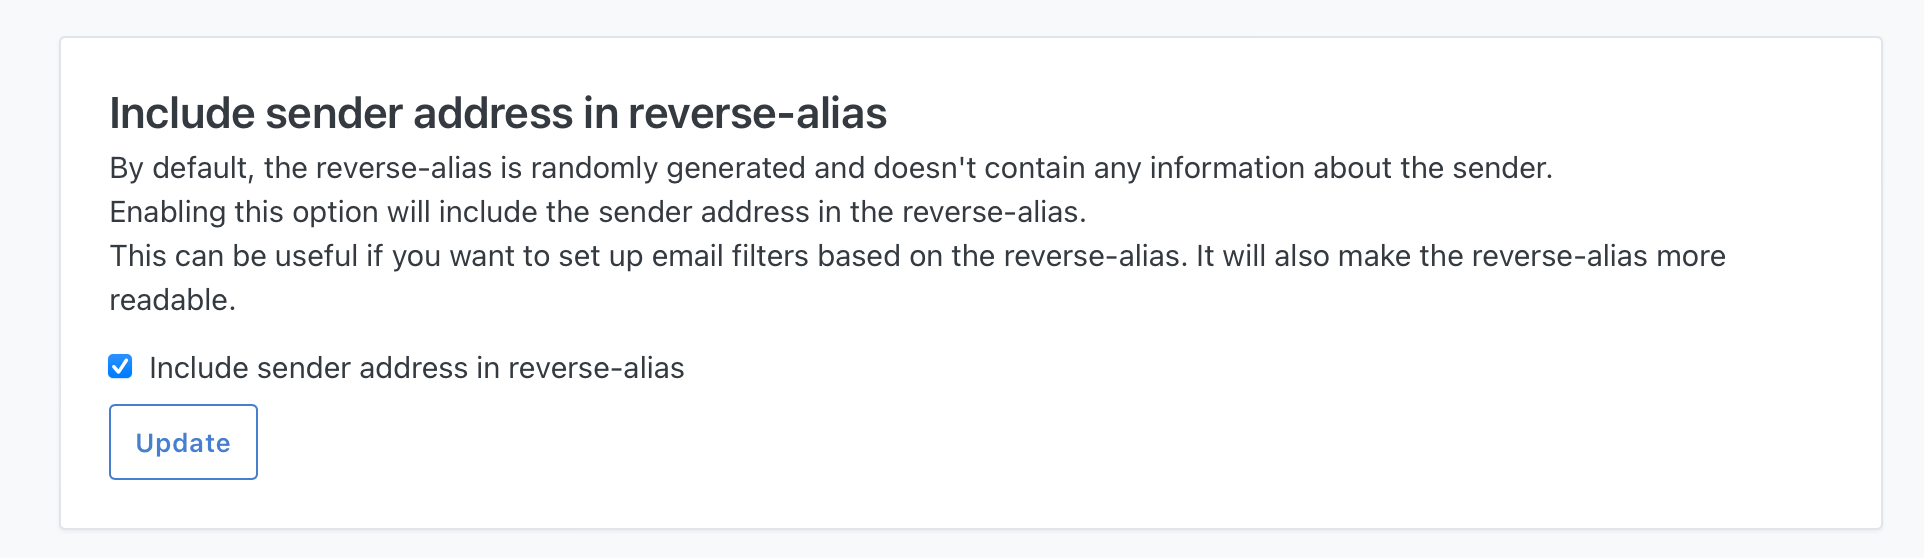 Include sender address in reverse-alias
By default, the reverse-alias is randomly generated and doesn't contain any information about the sender.
Enabling this option will include the sender address in the reverse-alias.
This can be useful if you want to set up email filters based on the reverse-alias. It will also make the reverse-alias more
readable.
Include sender address in reverse-alias
Update